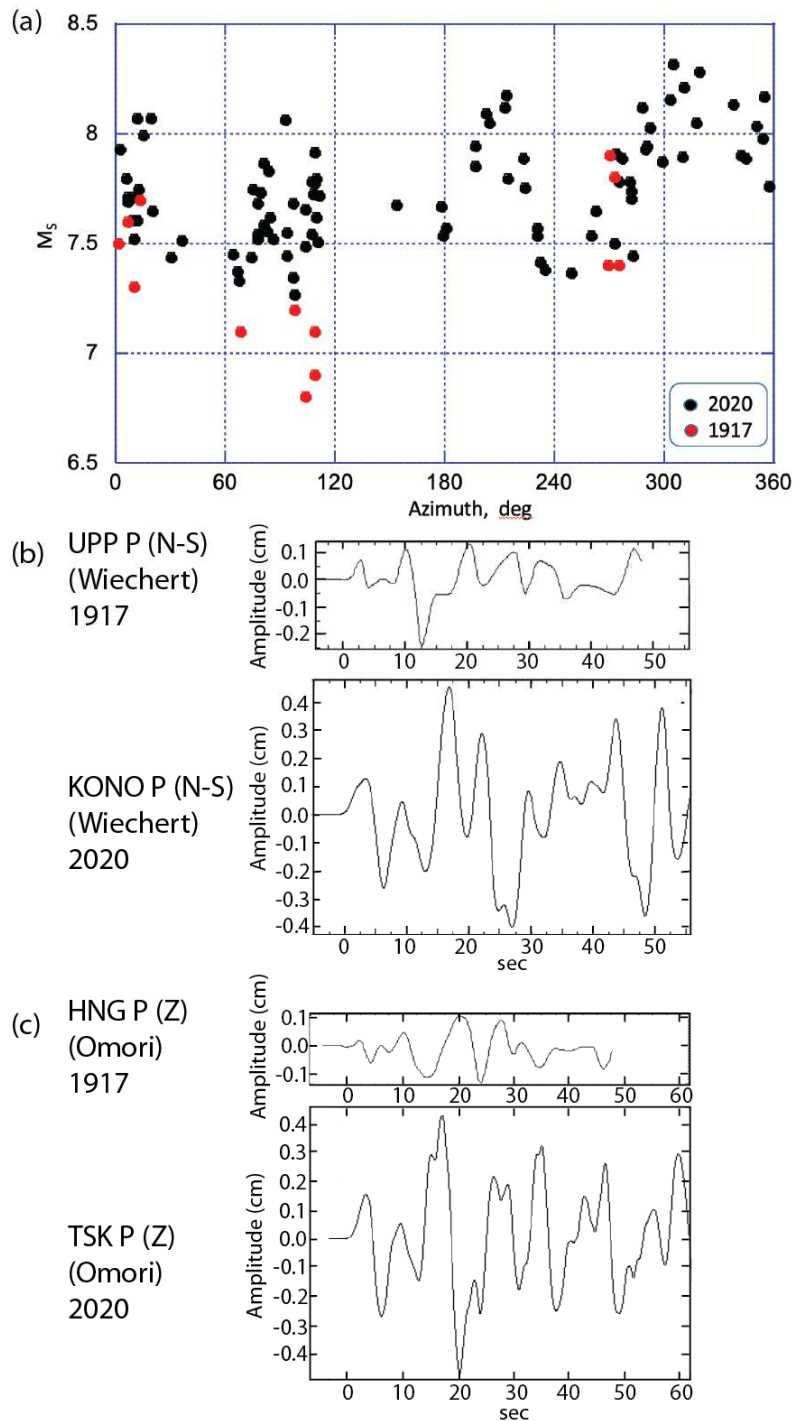 (a)
8.5
8
7.5
7
6.5
Ms
0
60
120
180
240
300
360
Azimuth, deg
2020
1917
(b)
UPP P (N-S)
(Wiechert)
1917
Amplitude (cm)
0.1
0.0
-0.1
-0.2
0 10 20 30 40 50
KONO P (N-S)
(Wiechert)
2020
Amplitude (cm)
0.4
0.3
0.2
0.1
0.0
-0.1
-0.2
-0.3
-0.4
0 10 20 30 40 50
sec
(c)
HNG P (Z)
(Omori)
1917
Amplitude (cm)
0.1
0.0
-0.1
0 10 20 30 40 50 60
TSK P (Z)
(Omori)
2020
Amplitude (cm)
0.4
0.3
0.2
0.1
0.0
-0.1
-0.2
-0.3
-0.4
0 10 20 30 40 50 60
sec